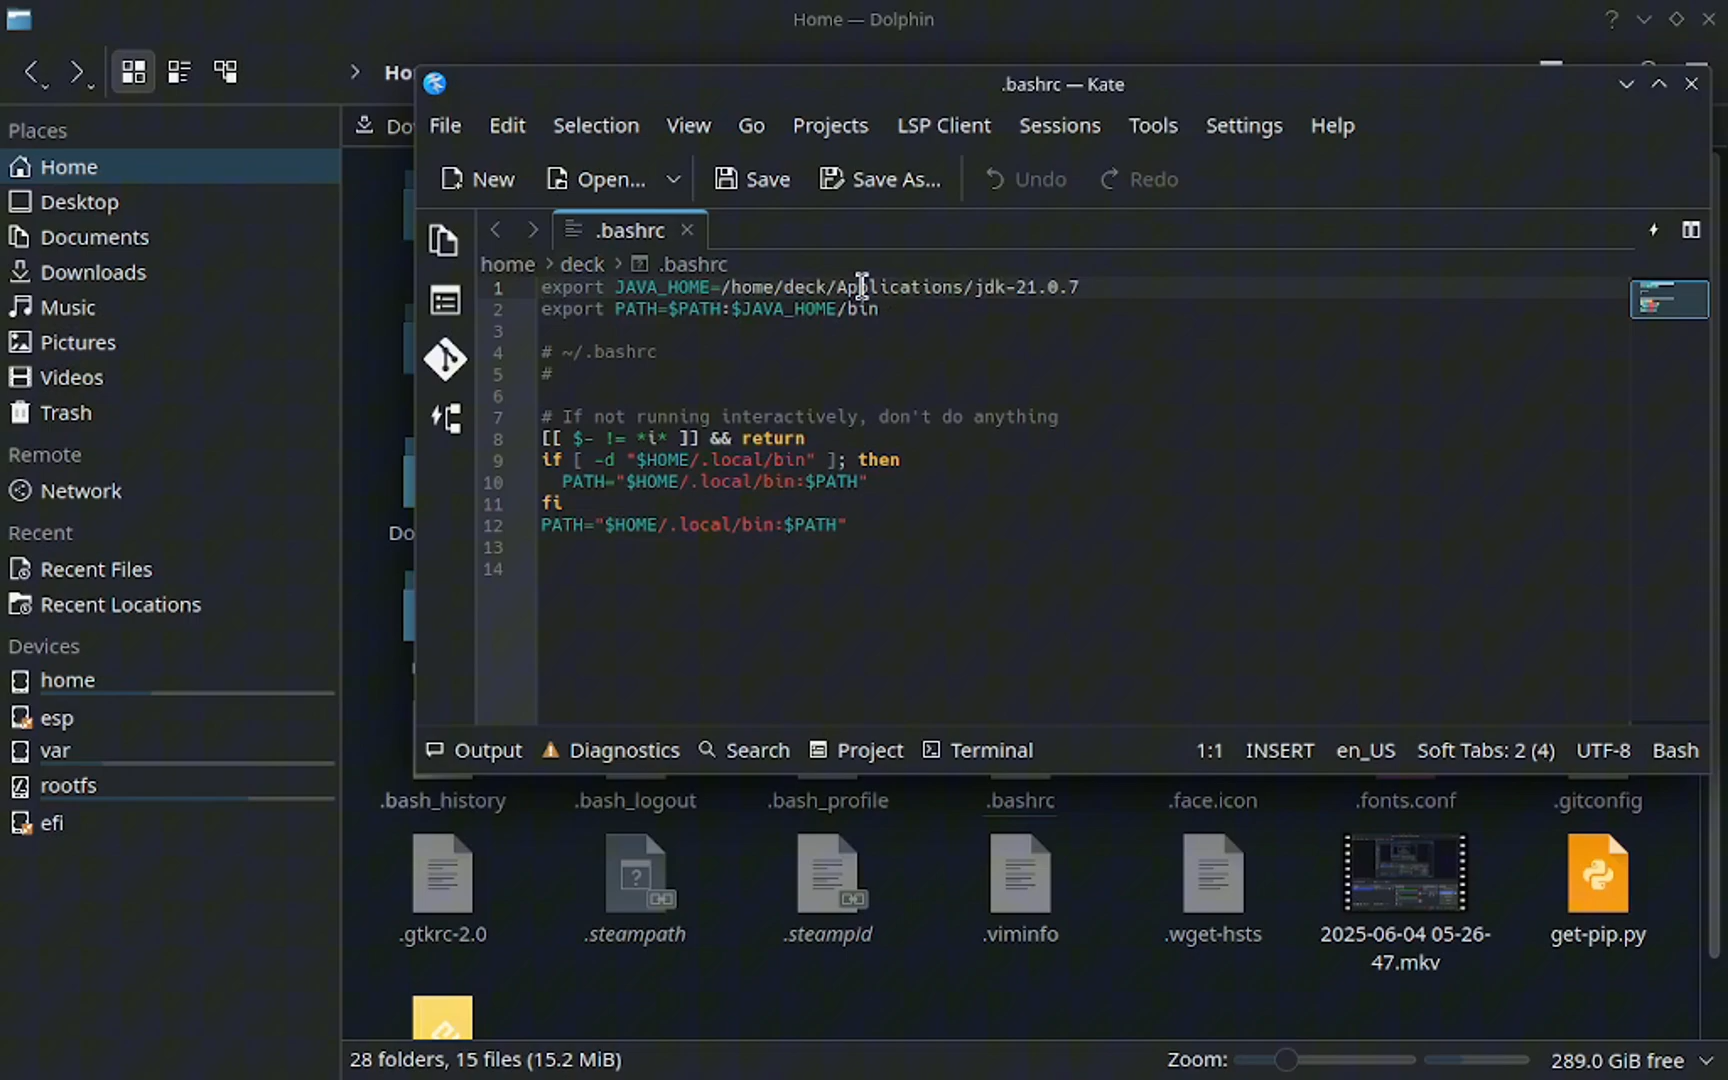 Home — Dolphin
Ho
Places
Home
Desktop
Documents
Downloads
Music
Pictures
Videos
Trash
Remote
Network
Recent
Recent Files
Recent Locations
Devices
home
esp
var
rootfs
efi
Do
.bashrc — Kate
File Edit Selection View Go Projects LSP Client Sessions Tools Settings Help
New Open... Save Save As... Undo Redo
.bashrc
home > deck > .bashrc
1 export JAVA_HOME=/home/deck/Applications/jdk-21.0.7
2 export PATH=$PATH:$JAVA_HOME/bin
3
4 # ~/.bashrc
5 #
6
7 # If not running interactively, don't do anything
8 [[ $- != *i* ]] && return
9 if [ -d "$HOME/.local/bin" ]; then
10 PATH="$HOME/.local/bin:$PATH"
11 fi
12 PATH="$HOME/.local/bin:$PATH"
13
14
Do
Output Diagnostics Search Project Terminal 1:1 INSERT en_US Soft Tabs: 2 (4) UTF-8 Bash
.bash_history .bash_logout .bash_profile .bashrc .face.icon .fonts.conf .gitconfig
.gtkrc-2.0 .steampath .steampid .viminfo .wget-hsts 2025-06-04 05-26-47.mkv get-pip.py
28 folders, 15 files (15.2 MiB)
Zoom:
289.0 GiB free